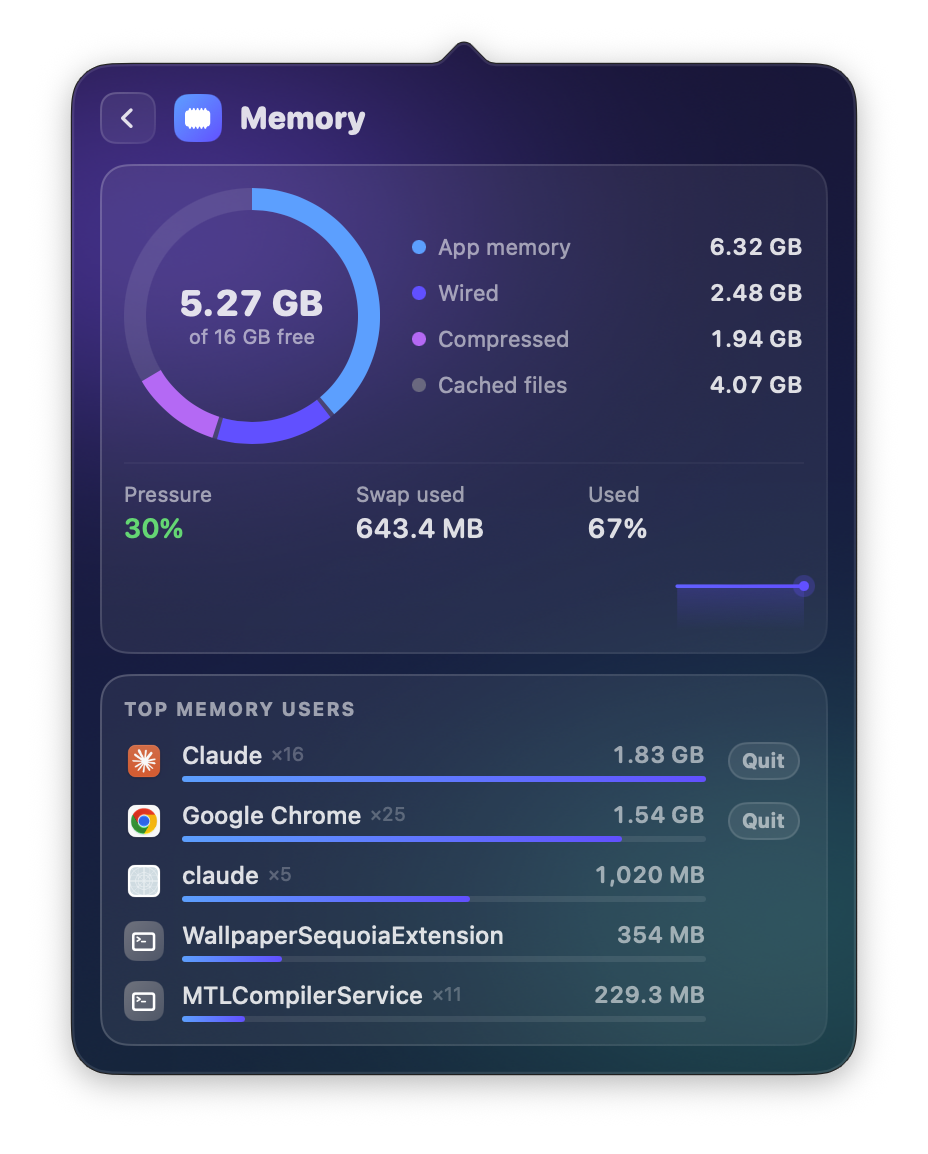 Memory
5.27 GB
of 16 GB free
App memory 6.32 GB
Wired 2.48 GB
Compressed 1.94 GB
Cached files 4.07 GB
Pressure Swap used Used
30% 643.4 MB 67%
TOP MEMORY USERS
Claude ×16 1.83 GB Quit
Google Chrome ×25 1.54 GB Quit
claude ×5 1,020 MB
WallpaperSequoiaExtension 354 MB
MTLCompilerService ×11 229.3 MB